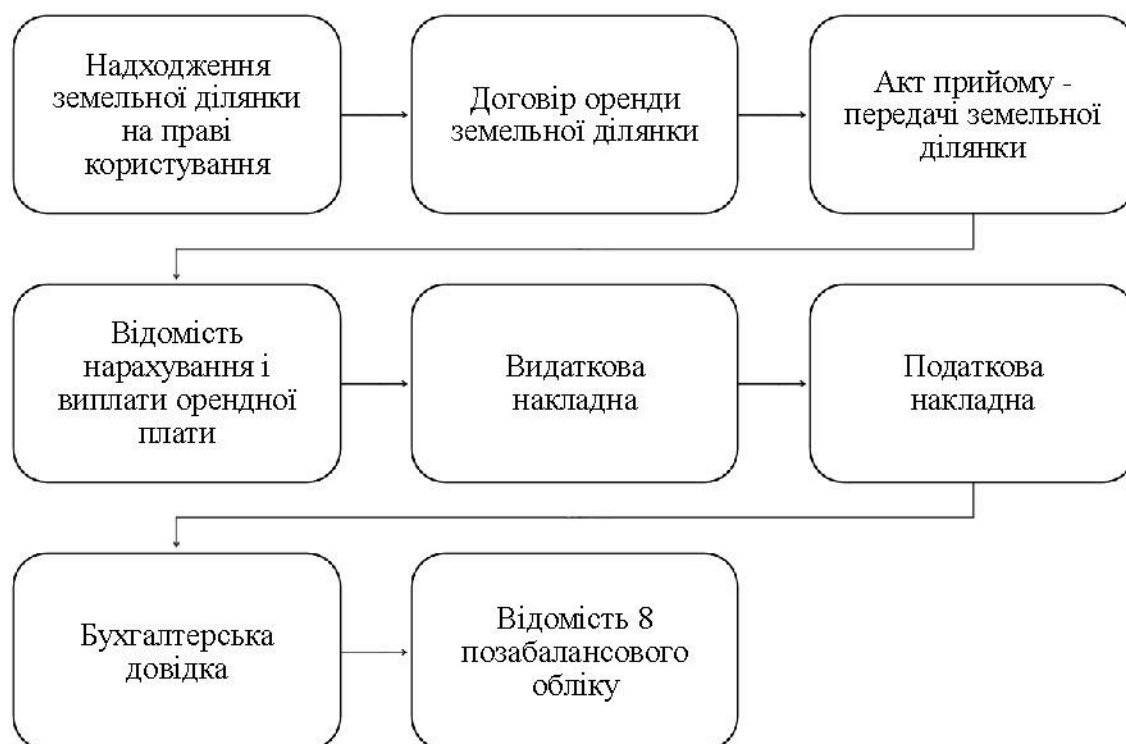 Надходження
земельної ділянки
на праві
користування
Договір оренди
земельної ділянки
Акт прийому -
передачі земельної
ділянки
Відомість
нарахування і
виплати орендної
плати
Видаткова
накладна
Податкова
накладна
Бухгалтерська
довідка
Відомість 8
позабалансового
обліку